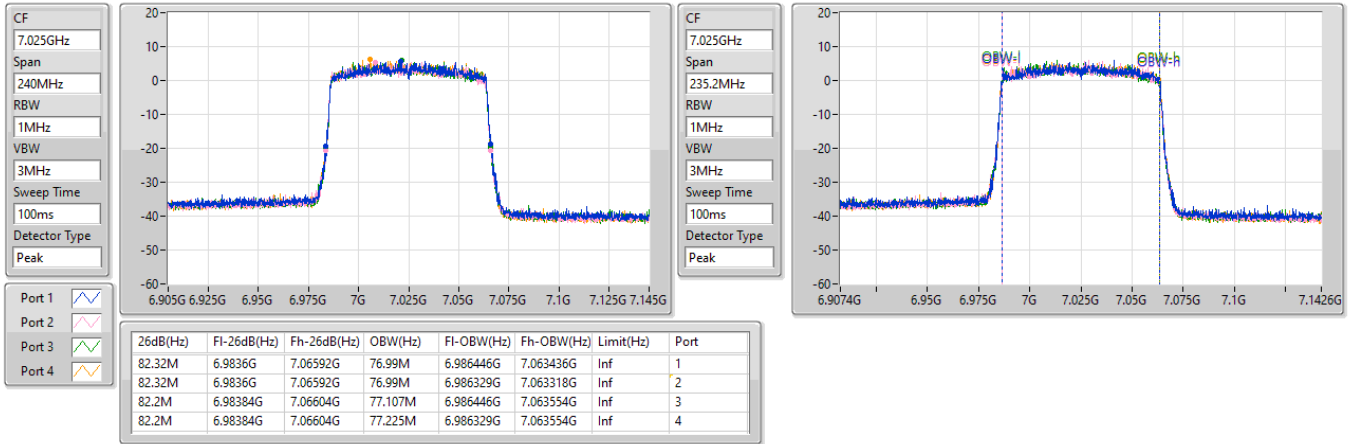 CF
7.025GHz
Span
240MHz
RBW
1MHz
VBW
3MHz
Sweep Time
100ms
Detector Type
Peak
20
10
0
-10
-20
-30
-40
-50
-60
6.905G 6.925G 6.95G 6.975G 7G 7.025G 7.05G 7.075G 7.1G 7.125G 7.145G
CF
7.025GHz
Span
235.2MHz
RBW
1MHz
VBW
3MHz
Sweep Time
100ms
Detector Type
Peak
20
10
0
-10
-20
-30
-40
-50
-60
OBW-l OBW-h
6.9074G 6.95G 6.975G 7G 7.025G 7.05G 7.075G 7.1G 7.1426G
Port 1
Port 2
Port 3
Port 4
26dB(Hz) Fl-26dB(Hz) Fh-26dB(Hz) OBW(Hz) Fl-OBW(Hz) Fh-OBW(Hz) Limit(Hz) Port
82.32M 6.9836G 7.06592G 76.99M 6.986446G 7.063436G Inf 1
82.32M 6.9836G 7.06592G 76.99M 6.986329G 7.063318G Inf 2
82.2M 6.98384G 7.06604G 77.107M 6.986446G 7.063554G Inf 3
82.2M 6.98384G 7.06604G 77.225M 6.986329G 7.063554G Inf 4